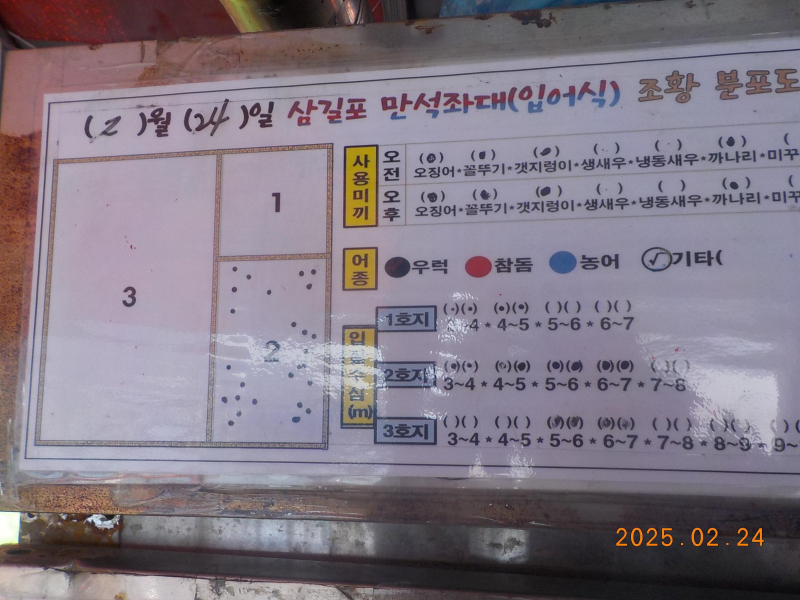 ( 2 )월 (24)일 삼길포 만석좌대(입어식) 조황 분포도
1
3
2
사용미끼
오전
오징어*꼴뚜기*갯지렁이*생새우*냉동새우*까나리*미꾸
오후
오징어*꼴뚜기*갯지렁이*생새우*냉동새우*까나리*미꾸
어종
우럭 참돔 농어 기타(
수심(m)
1호지
4 * 4~5 * 5~6 * 6~7
2호지
3~4 * 4~5 * 5~6 * 6~7 * 7~8
3호지
3~4 * 4~5 * 5~6 * 6~7 * 7~8 * 8~9 * 9~
2025.02.24